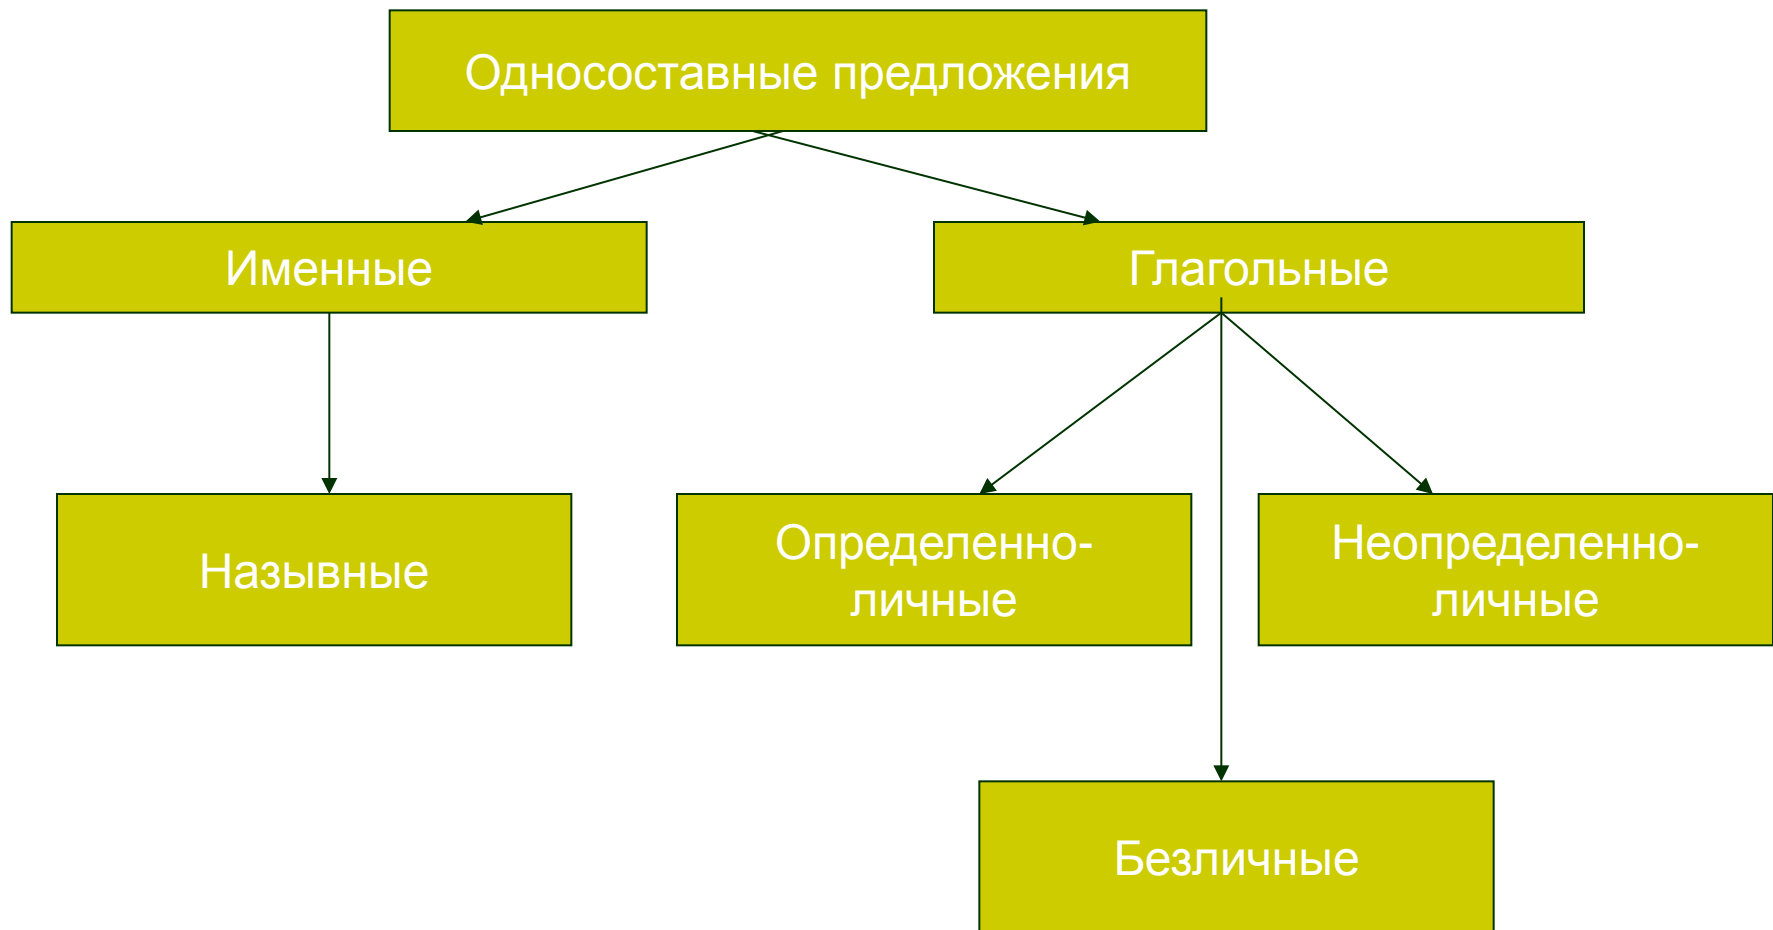 Односоставные предложения
Именные
Глагольные
Назывные
Определенно-
личные
Неопределенно-
личные
Безличные